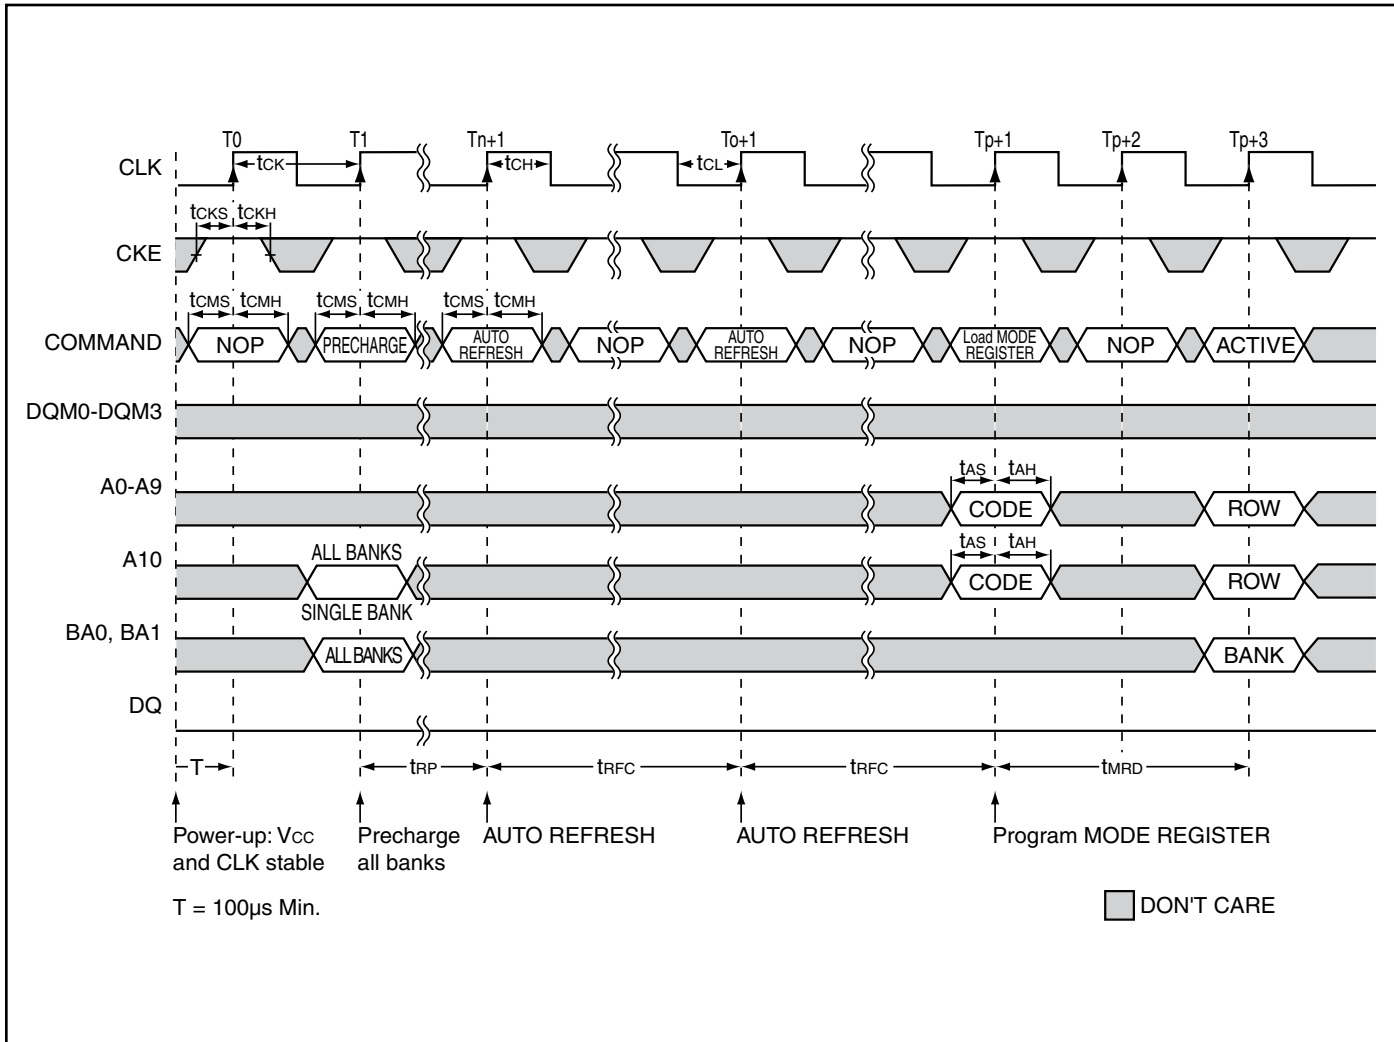 T0 T1 Tn+1 To+1 Tp+1 Tp+2 Tp+3
CLK tCK tCH tCL
tCKS tCKH
CKE
tCMS tCMH tCMS tCMH tCMS tCMH
COMMAND NOP PRECHARGE AUTO REFRESH NOP AUTO REFRESH NOP Load MODE REGISTER NOP ACTIVE
DQM0-DQM3
tAS tAH
A0-A9 CODE ROW
ALL BANKS tAS tAH
A10 CODE ROW
SINGLE BANK
BA0, BA1 ALL BANKS BANK
DQ
T tRP tRFC tRFC tMRD
Power-up: VCC
and CLK stable
Precharge
all banks
AUTO REFRESH
AUTO REFRESH
Program MODE REGISTER
T = 100µs Min.
DON'T CARE